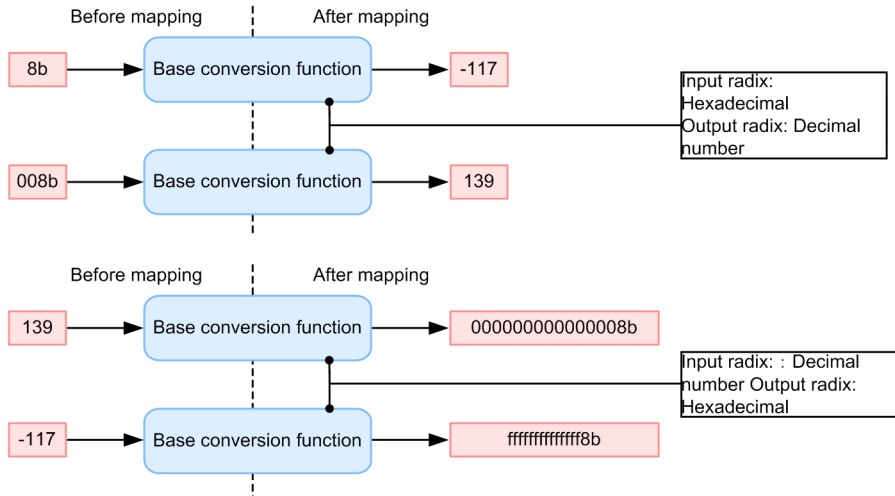 Before mapping
After mapping
8b
Base conversion function
-117
Input radix:
Hexadecimal
Output radix: Decimal
number
008b
Base conversion function
139
Before mapping
After mapping
139
Base conversion function
000000000000008b
Input radix: : Decimal
number Output radix:
Hexadecimal
-117
Base conversion function
ffffffffffffff8b